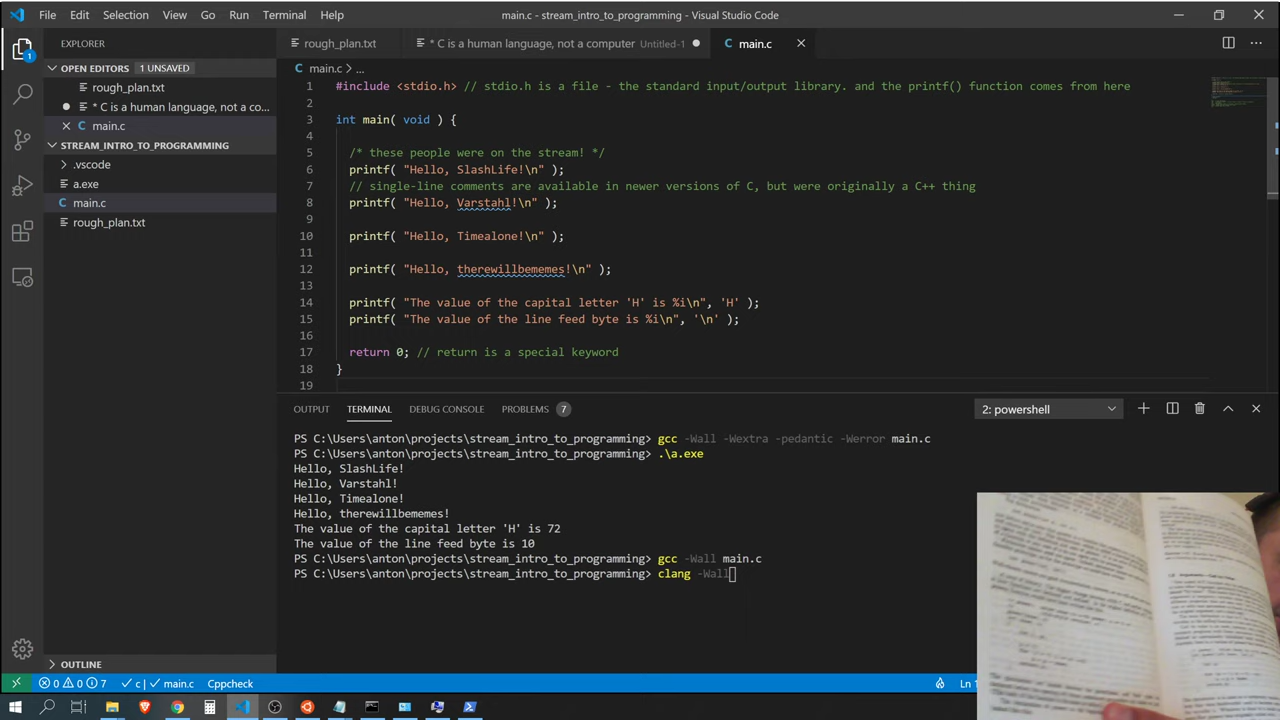 File Edit Selection View Go Run Terminal Help
main.c - stream_intro_to_programming - Visual Studio Code
EXPLORER
OPEN EDITORS 1 UNSAVED
rough_plan.txt
* C is a human language, not a co...
main.c
STREAM_INTRO_TO_PROGRAMMING
.vscode
a.exe
main.c
rough_plan.txt
OUTLINE
1
rough_plan.txt * C is a human language, not a computer Untitled-1 main.c
main.c > ...
1 #include <stdio.h> // stdio.h is a file - the standard input/output library. and the printf() function comes from here
2
3 int main( void ) {
4
5 /* these people were on the stream! */
6 printf( "Hello, SlashLife!\n" );
7 // single-line comments are available in newer versions of C, but were originally a C++ thing
8 printf( "Hello, Varstahl!\n" );
9
10 printf( "Hello, Timealone!\n" );
11
12 printf( "Hello, therewillbememes!\n" );
13
14 printf( "The value of the capital letter 'H' is %i\n", 'H' );
15 printf( "The value of the line feed byte is %i\n", '\n' );
16
17 return 0; // return is a special keyword
18 }
19
OUTPUT TERMINAL DEBUG CONSOLE PROBLEMS 7 2: powershell
PS C:\Users\anton\projects\stream_intro_to_programming> gcc -Wall -Wextra -pedantic -Werror main.c
PS C:\Users\anton\projects\stream_intro_to_programming> .\a.exe
Hello, SlashLife!
Hello, Varstahl!
Hello, Timealone!
Hello, therewillbememes!
The value of the capital letter 'H' is 72
The value of the line feed byte is 10
PS C:\Users\anton\projects\stream_intro_to_programming> gcc -Wall main.c
PS C:\Users\anton\projects\stream_intro_to_programming> clang -Wall
0 0 7 c main.c Cppcheck Ln 1